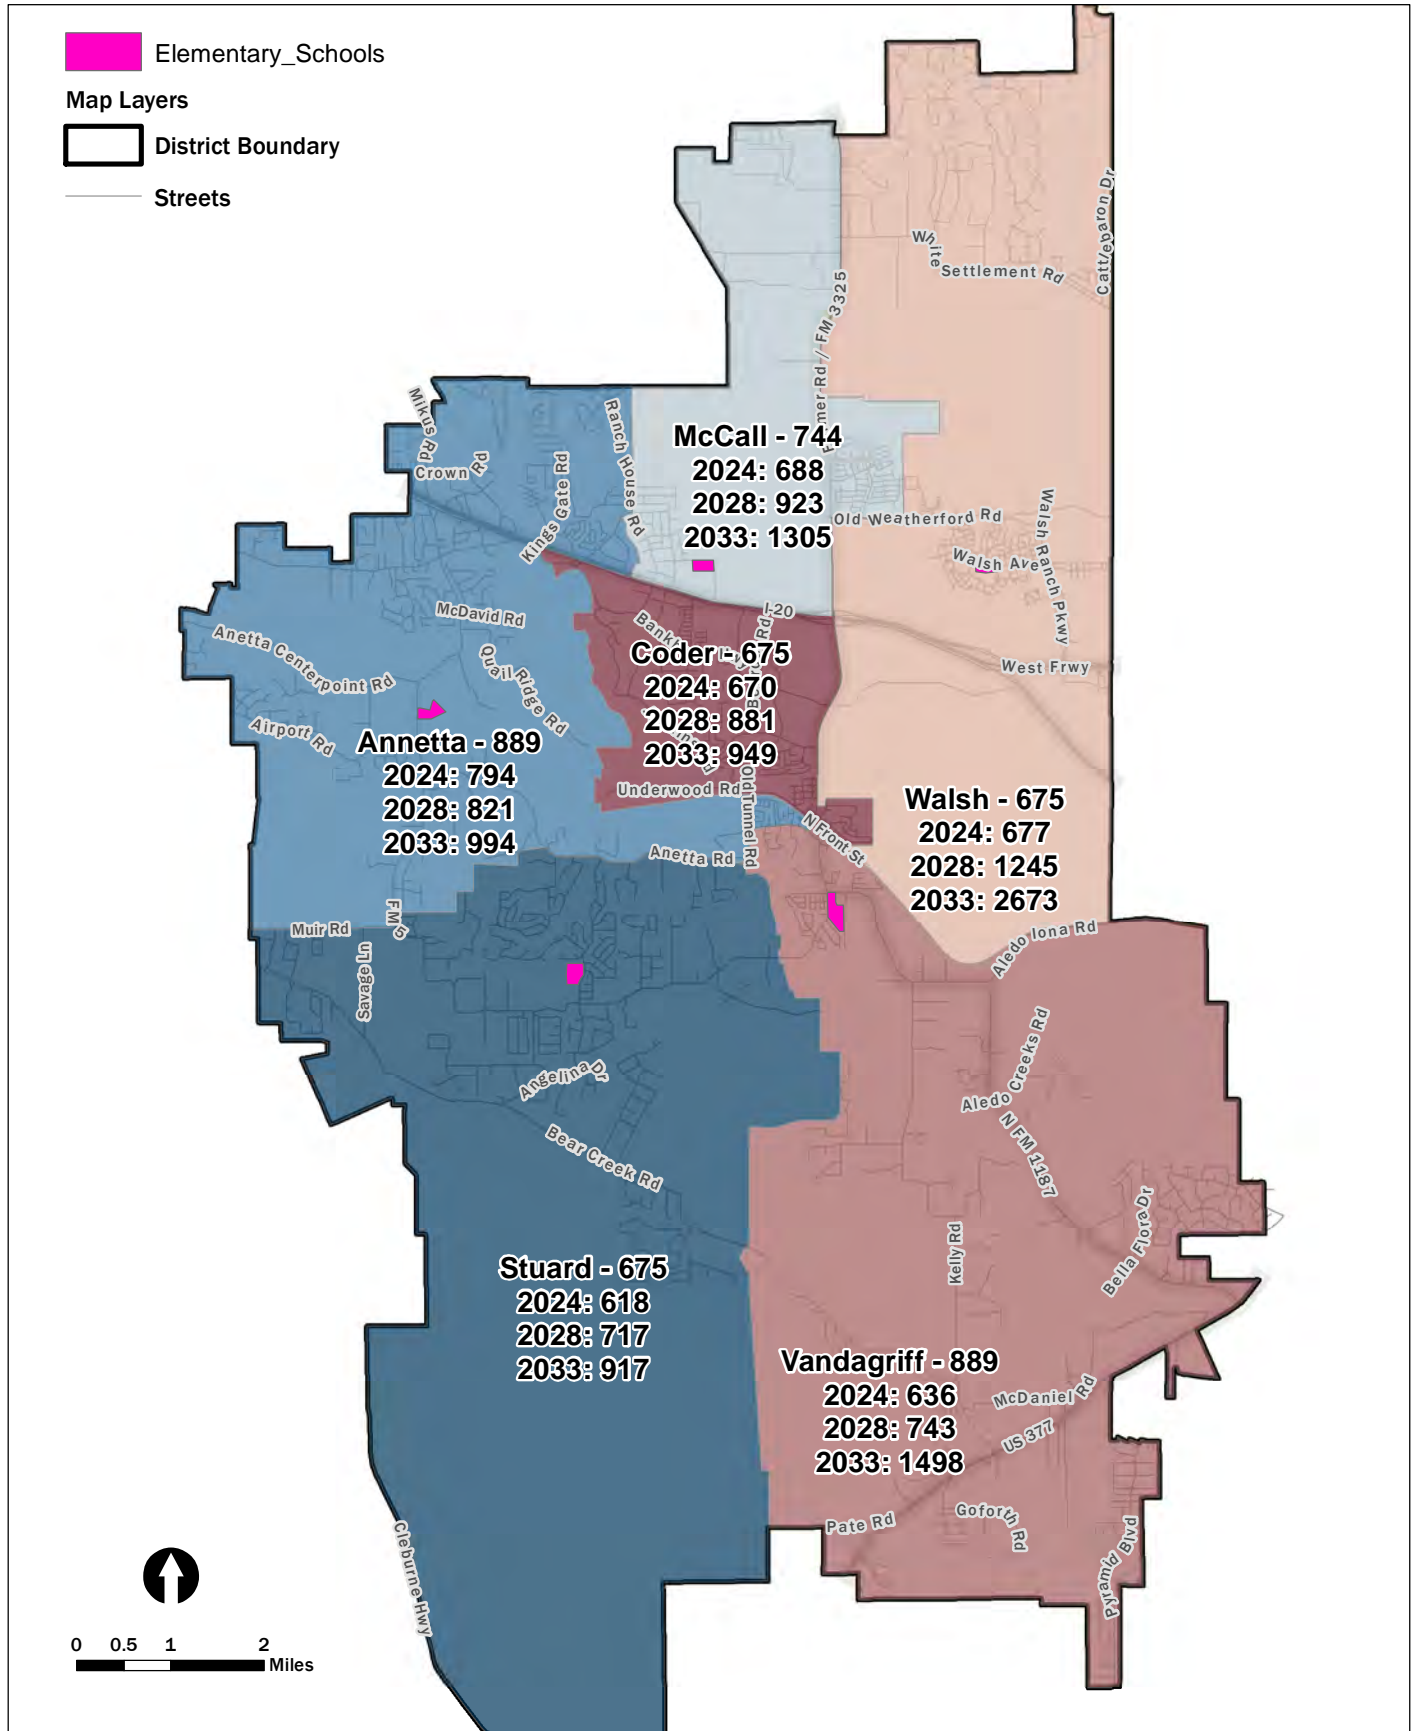 Elementary_Schools
Map Layers
District Boundary
Streets
Cattlebaron Dr
White Settlement Rd
mer Rd / FM 3325
Mikus Rd
Crown Rd
Kings Gate Rd
Ranch House Rd
McCall - 744
2024: 688
2028: 923
2033: 1305
Old Weatherford Rd
Walsh Ave
Walsh Ranch Pkwy
I-20
West Frwy
McDavid Rd
Anetta Centerpoint Rd
Quail Ridge Rd
Airport Rd
Coder - 675
2024: 670
2028: 881
2033: 949
Annetta - 889
2024: 794
2028: 821
2033: 994
Underwood Rd
Old Tunnel Rd
N Front St
Anetta Rd
Walsh - 675
2024: 677
2028: 1245
2033: 2673
Muir Rd
FM 5
Savage Ln
Aledo Iona Rd
Aledo Creeks Rd
Angelina Dr
Bear Creek Rd
N FM 1187
Bella Flora Dr
Kelly Rd
Stuard - 675
2024: 618
2028: 717
2033: 917
Vandagriff - 889
2024: 636
2028: 743
2033: 1498
McDaniel Rd
US 377
Pate Rd
Goforth Rd
Pyramid Blvd
Cleburne Hwy
0 0.5 1 2
Miles